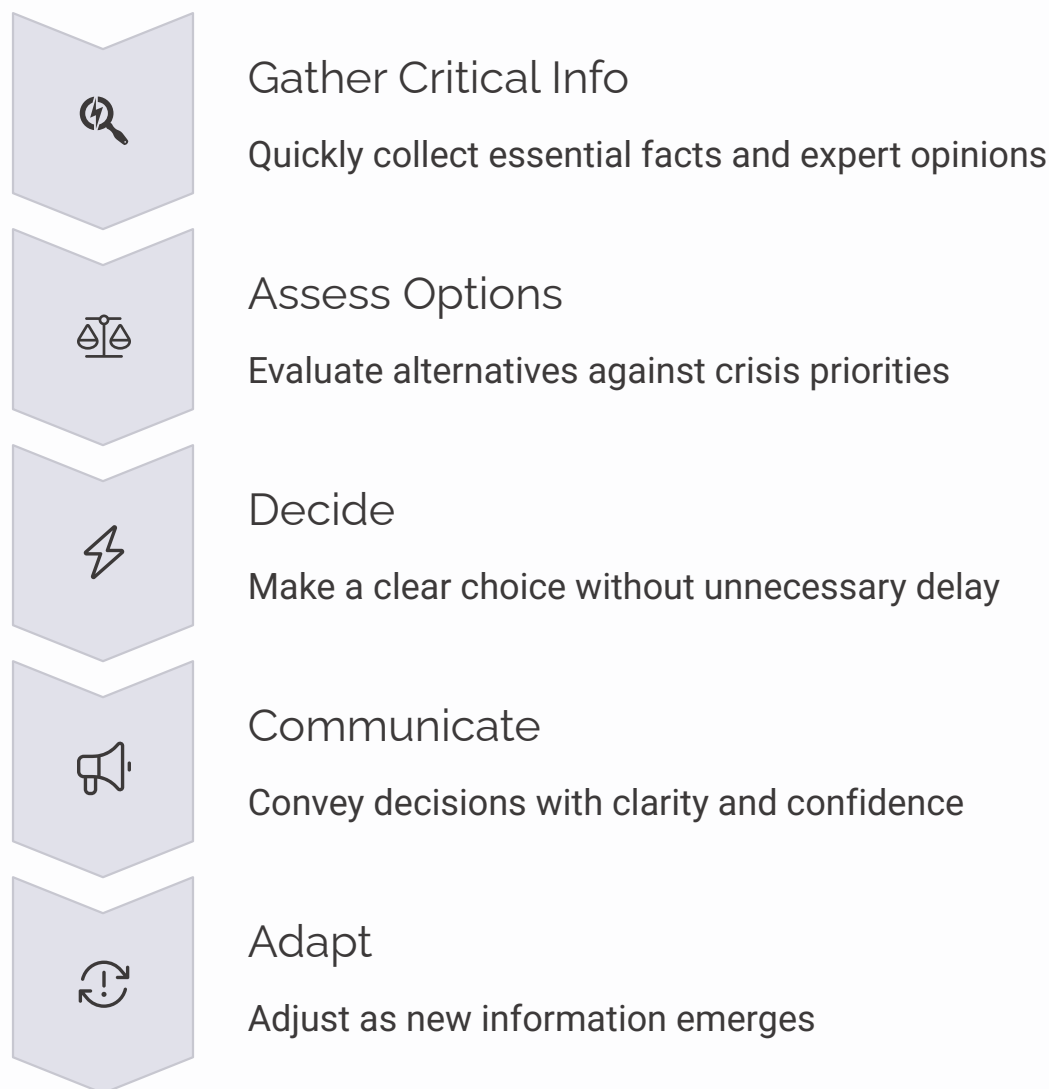 Gather Critical Info
Quickly collect essential facts and expert opinions
Assess Options
Evaluate alternatives against crisis priorities
Decide
Make a clear choice without unnecessary delay
Communicate
Convey decisions with clarity and confidence
Adapt
Adjust as new information emerges